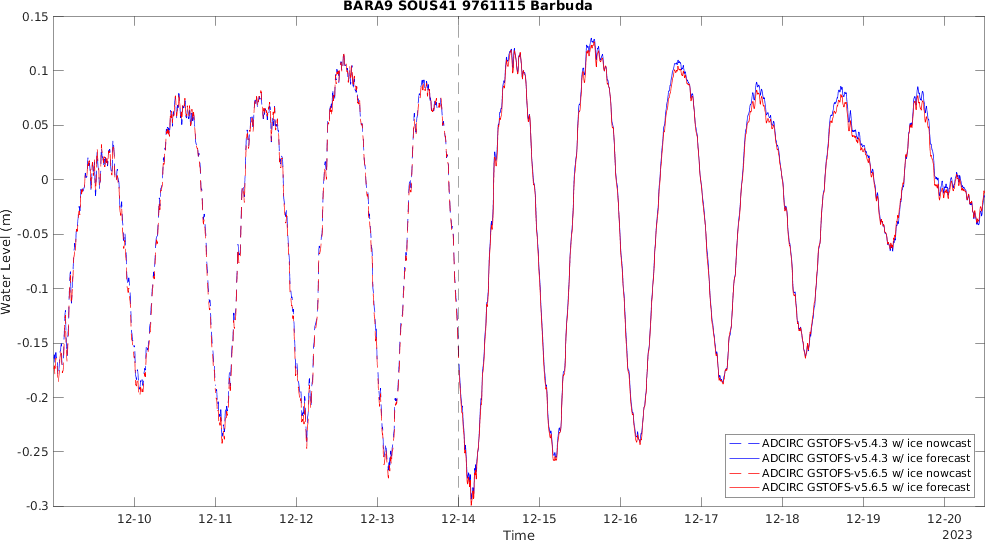 BARA9 SOUS41 9761115 Barbuda
0.15
0.1
0.05
0
-0.05
-0.1
-0.15
-0.2
-0.25
-0.3
Water Level (m)
12-10 12-11 12-12 12-13 12-14 12-15 12-16 12-17 12-18 12-19 12-20
Time
2023
ADCIRC GSTOFS-v5.4.3 w/ ice nowcast
ADCIRC GSTOFS-v5.4.3 w/ ice forecast
ADCIRC GSTOFS-v5.6.5 w/ ice nowcast
ADCIRC GSTOFS-v5.6.5 w/ ice forecast